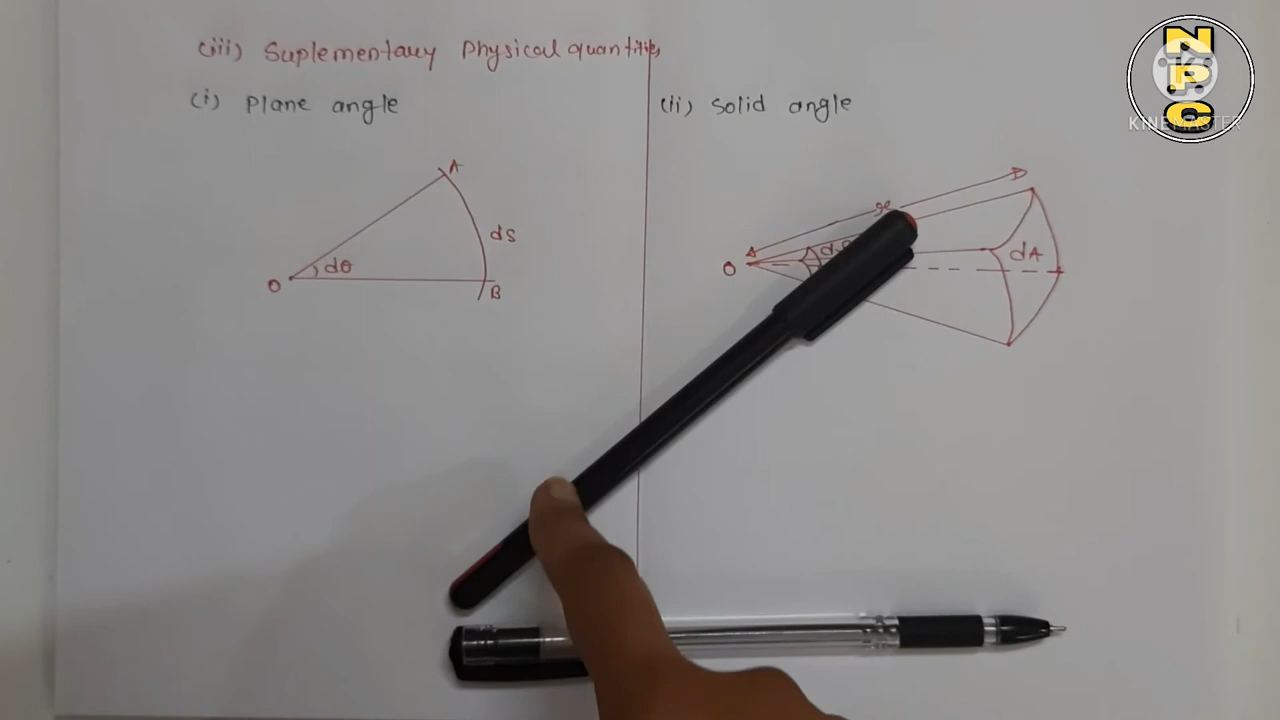 (iii) Suplementary Physical quantities
(i) Plane angle
(ii) Solid angle
A
ds
dθ
O
B
r
O
dA
NPC
KINEMASTER